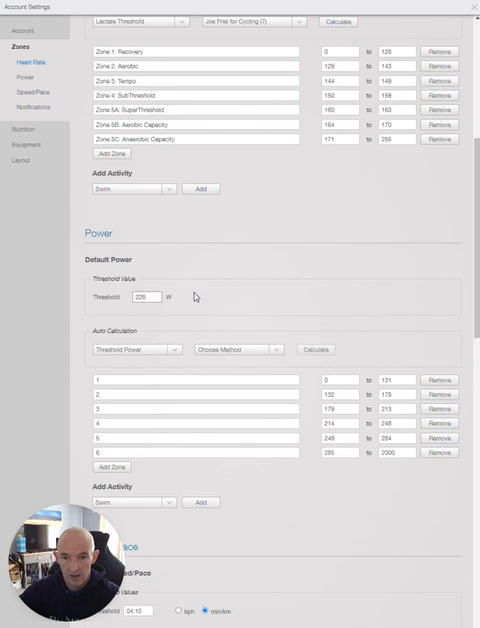 Account Settings
Account
Zones
Heart Rate
Power
Speed/Pace
Notifications
Nutrition
Equipment
Layout
Lactate Threshold Joe Friel for Cycling (7) Calculate
Zone 1: Recovery 0 to 128 Remove
Zone 2: Aerobic 129 to 143 Remove
Zone 3: Tempo 144 to 149 Remove
Zone 4: SubThreshold 150 to 159 Remove
Zone 5A: SuperThreshold 160 to 163 Remove
Zone 5B: Aerobic Capacity 164 to 170 Remove
Zone 5C: Anaerobic Capacity 171 to 255 Remove
Add Zone
Add Activity
Swim Add
Power
Default Power
Threshold Value
Threshold 228 W
Auto Calculation
Threshold Power Choose Method Calculate
1 0 to 131 Remove
2 132 to 178 Remove
3 179 to 213 Remove
4 214 to 248 Remove
5 249 to 284 Remove
6 285 to 2000 Remove
Add Zone
Add Activity
Swim Add
ace
ed/Pace
Values
eshold 04:10 kph min/km